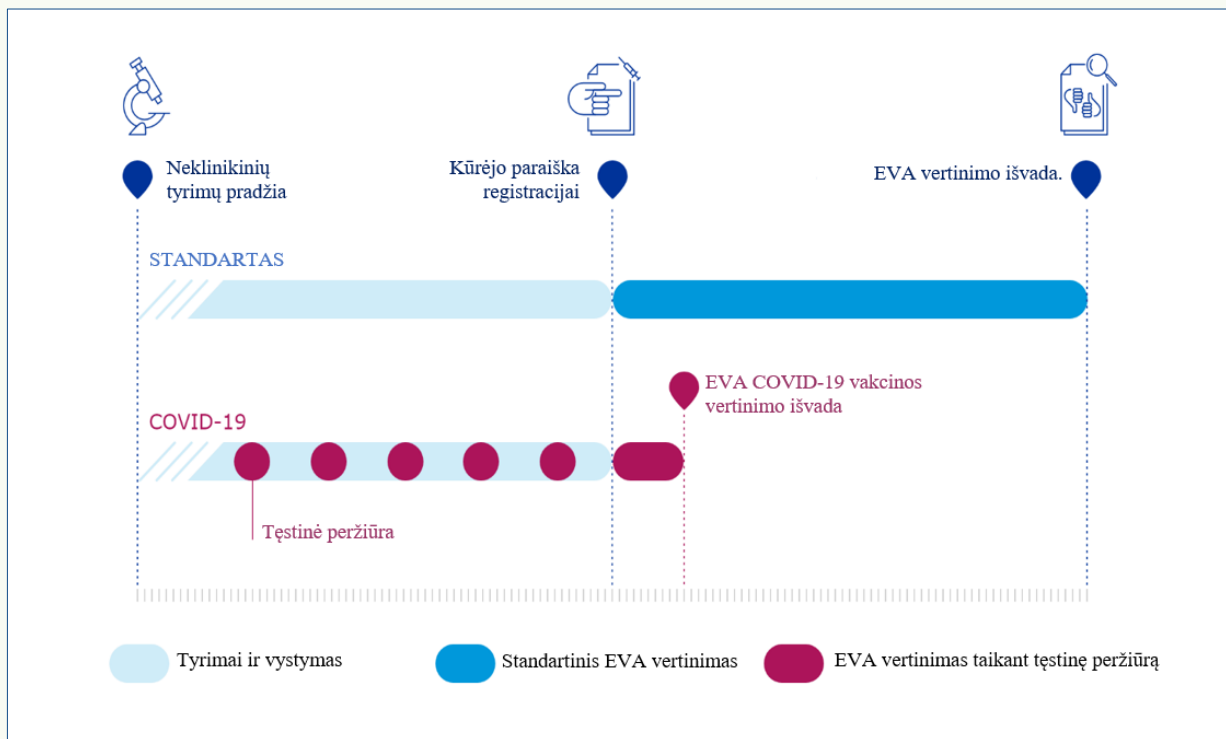 Neklinikinių
tyrimų pradžia
Kūrėjo paraiška
registracijai
EVA vertinimo išvada.
STANDARTAS
EVA COVID-19 vakcinos
vertinimo išvada
COVID-19
Tęstinė peržiūra
Tyrimai ir vystymas
Standartinis EVA vertinimas
EVA vertinimas taikant tęstinę peržiūrą